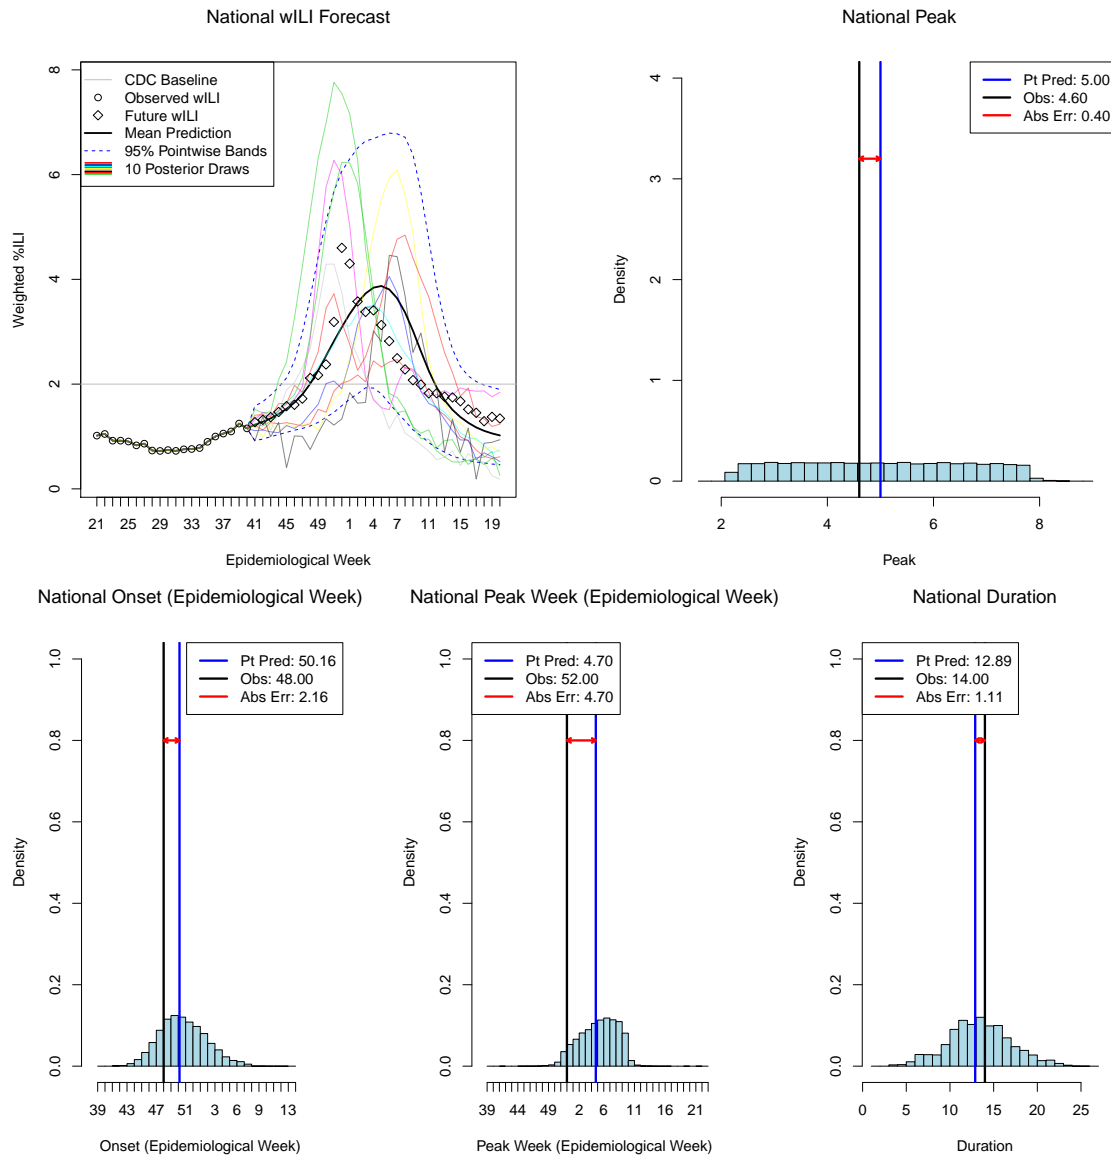 National wILI Forecast
CDC Baseline
Observed wILI
Future wILI
Mean Prediction
95% Pointwise Bands
10 Posterior Draws
Weighted %ILI
0 2 4 6 8
21 25 29 33 37 41 45 49 1 4 7 11 15 19
Epidemiological Week
National Peak
Pt Pred: 5.00
Obs: 4.60
Abs Err: 0.40
Density
0 1 2 3 4
2 4 6 8
Peak
National Onset (Epidemiological Week)
Pt Pred: 50.16
Obs: 48.00
Abs Err: 2.16
Density
0.0 0.2 0.4 0.6 0.8 1.0
39 43 47 51 3 6 9 13
Onset (Epidemiological Week)
National Peak Week (Epidemiological Week)
Pt Pred: 4.70
Obs: 52.00
Abs Err: 4.70
Density
0.0 0.2 0.4 0.6 0.8 1.0
39 44 49 2 6 11 16 21
Peak Week (Epidemiological Week)
National Duration
Pt Pred: 12.89
Obs: 14.00
Abs Err: 1.11
Density
0.0 0.2 0.4 0.6 0.8 1.0
0 5 10 15 20 25
Duration